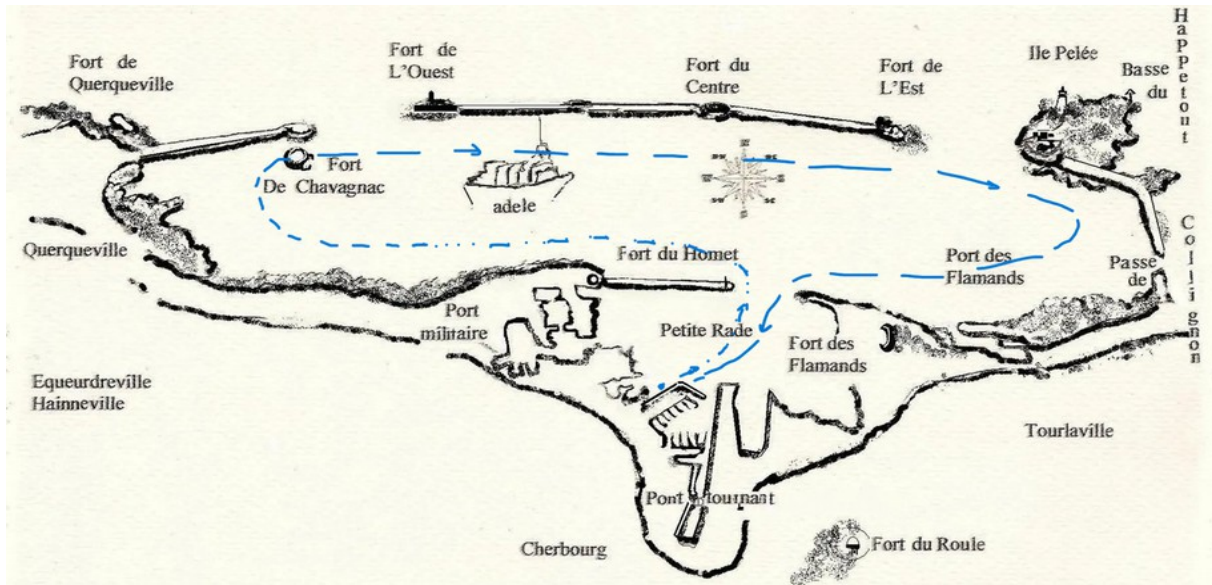 Fort de
Querqueville
Fort de
L'Ouest
Fort du
Centre
Fort de
L'Est
Ile Pelée
Basse
du
Happetout
Fort
De Chavagnac
adele
Querqueville
Fort du Homet
Port des
Flamands
Passe
de
Collignon
Port
militaire
Petite Rade
Fort des
Flamands
Equeurdreville
Hainneville
Tourlaville
Pont tournant
Cherbourg
Fort du Roule